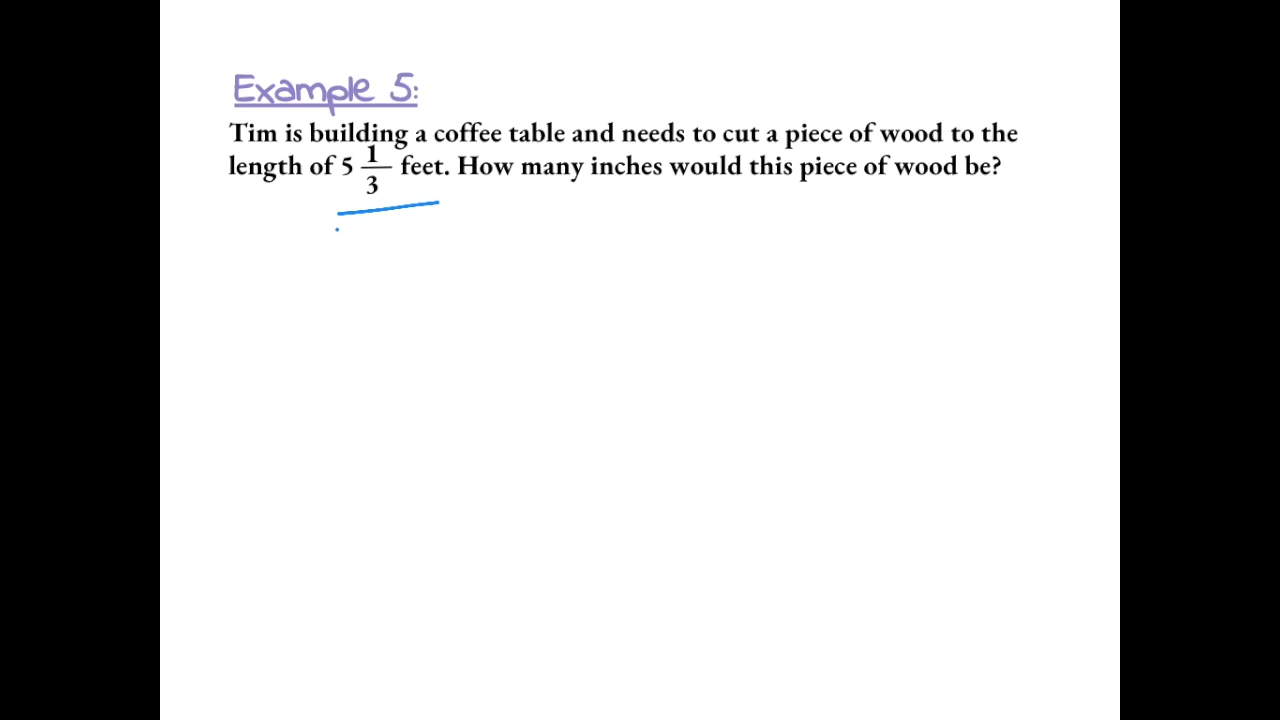 Example 5:
Tim is building a coffee table and needs to cut a piece of wood to the
length of 5 1/3 feet. How many inches would this piece of wood be?